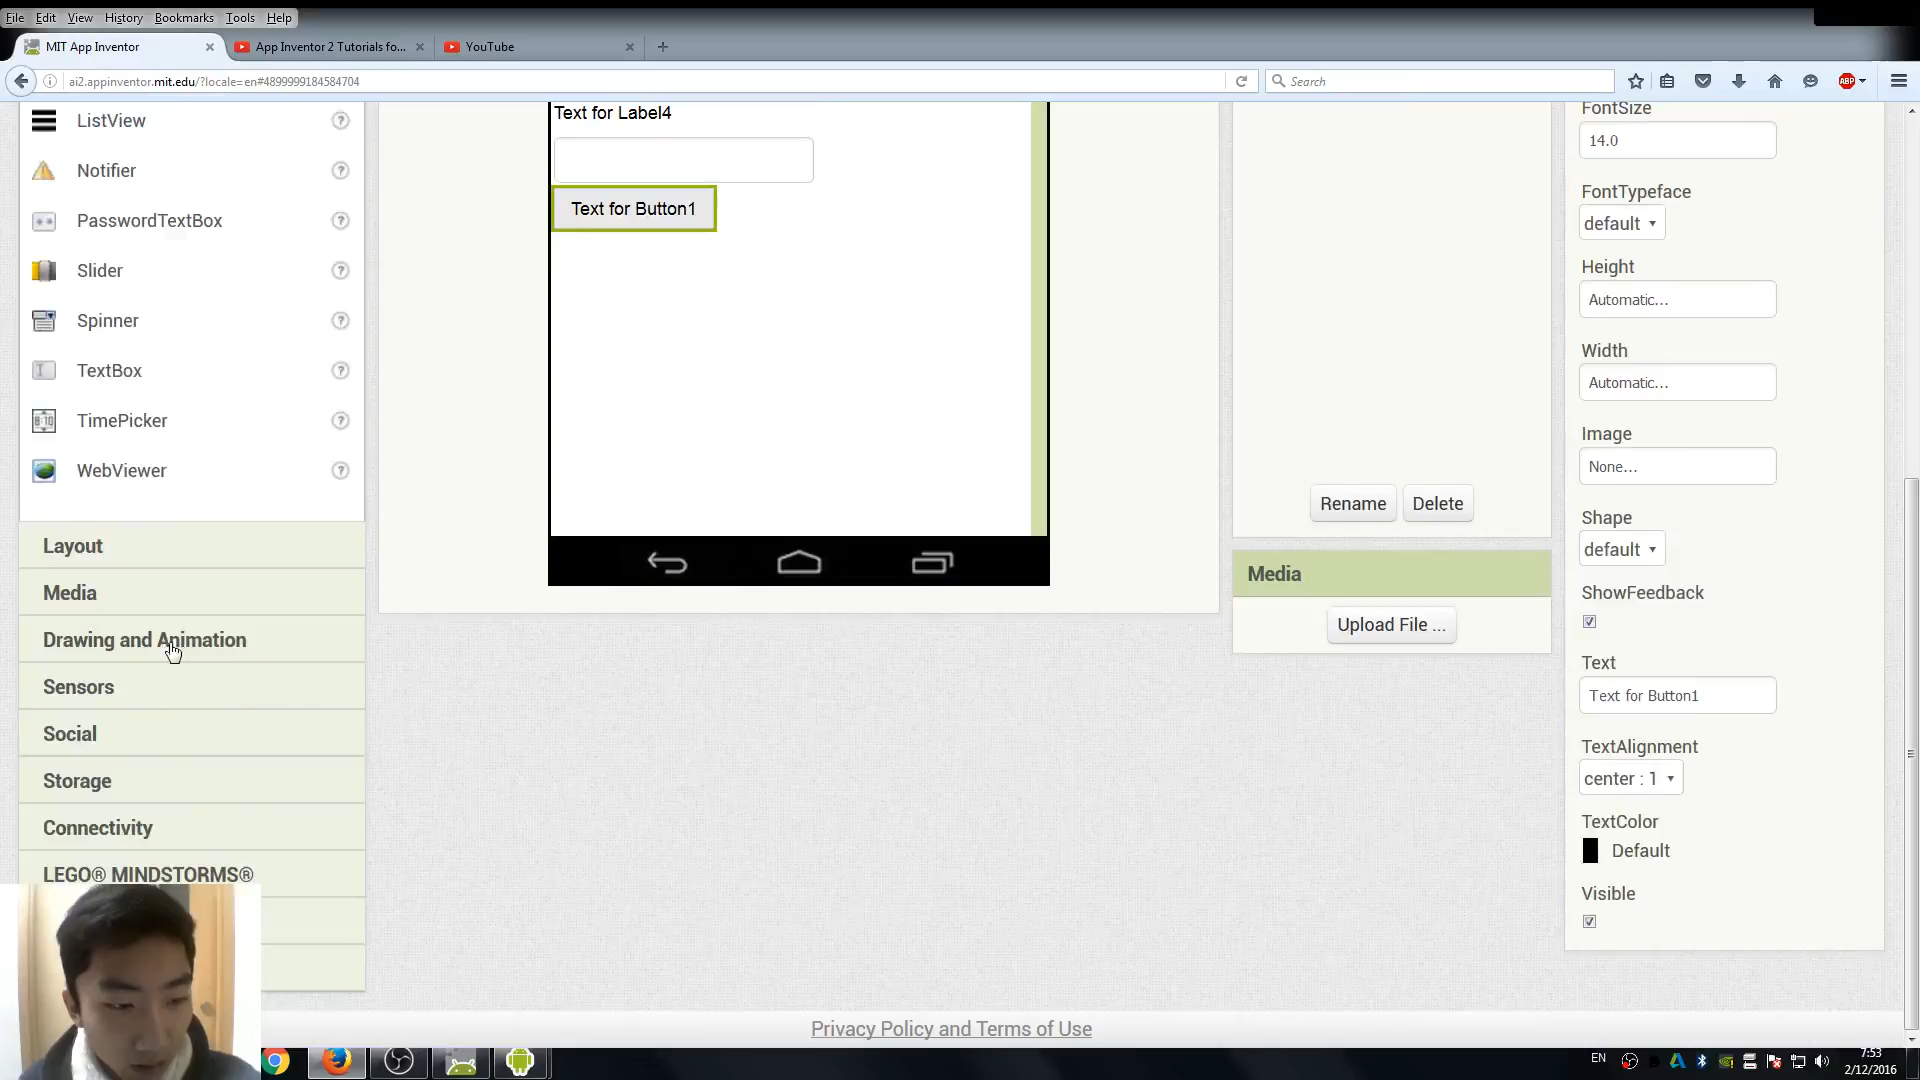 File Edit View History Bookmarks Tools Help
MIT App Inventor
App Inventor 2 Tutorials fo...
YouTube
ai2.appinventor.mit.edu/?locale=en#4899999184584704
Search
ABP
ListView
Notifier
PasswordTextBox
Slider
Spinner
TextBox
TimePicker
WebViewer
Layout
Media
Drawing and Animation
Sensors
Social
Storage
Connectivity
LEGO® MINDSTORMS®
Text for Label4
Text for Button1
Rename
Delete
Media
Upload File ...
FontSize
14.0
FontTypeface
default
Height
Automatic...
Width
Automatic...
Image
None...
Shape
default
ShowFeedback
Text
Text for Button1
TextAlignment
center : 1
TextColor
Default
Visible
Privacy Policy and Terms of Use
EN
7:53
2/12/2016